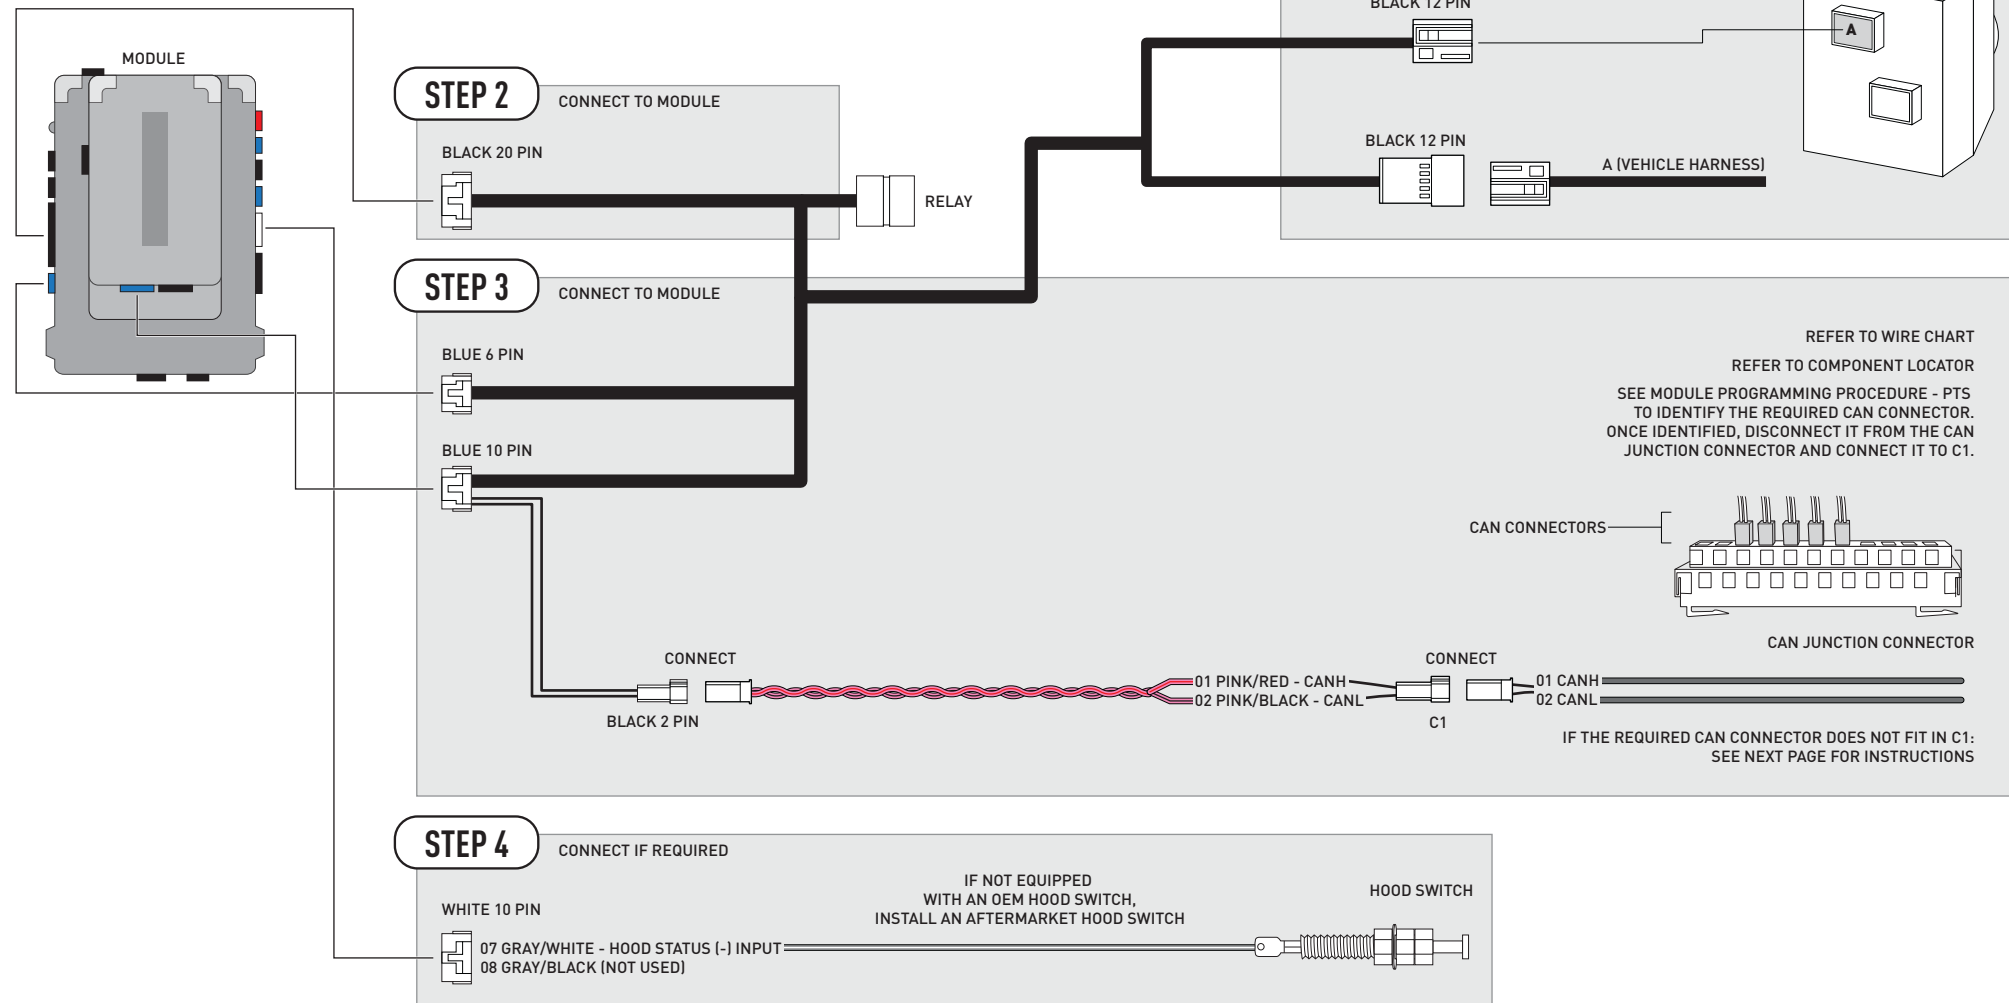 BLACK 12 PIN
A
MODULE
STEP 2
CONNECT TO MODULE
BLACK 20 PIN
RELAY
BLACK 12 PIN
A (VEHICLE HARNESS)
STEP 3
CONNECT TO MODULE
BLUE 6 PIN
BLUE 10 PIN
REFER TO WIRE CHART
REFER TO COMPONENT LOCATOR
SEE MODULE PROGRAMMING PROCEDURE - PTS
TO IDENTIFY THE REQUIRED CAN CONNECTOR.
ONCE IDENTIFIED, DISCONNECT IT FROM THE CAN
JUNCTION CONNECTOR AND CONNECT IT TO C1.
CAN CONNECTORS
CAN JUNCTION CONNECTOR
CONNECT
BLACK 2 PIN
01 PINK/RED - CANH
02 PINK/BLACK - CANL
CONNECT
C1
01 CANH
02 CANL
IF THE REQUIRED CAN CONNECTOR DOES NOT FIT IN C1:
SEE NEXT PAGE FOR INSTRUCTIONS
STEP 4
CONNECT IF REQUIRED
WHITE 10 PIN
07 GRAY/WHITE - HOOD STATUS (-) INPUT
08 GRAY/BLACK (NOT USED)
IF NOT EQUIPPED
WITH AN OEM HOOD SWITCH,
INSTALL AN AFTERMARKET HOOD SWITCH
HOOD SWITCH